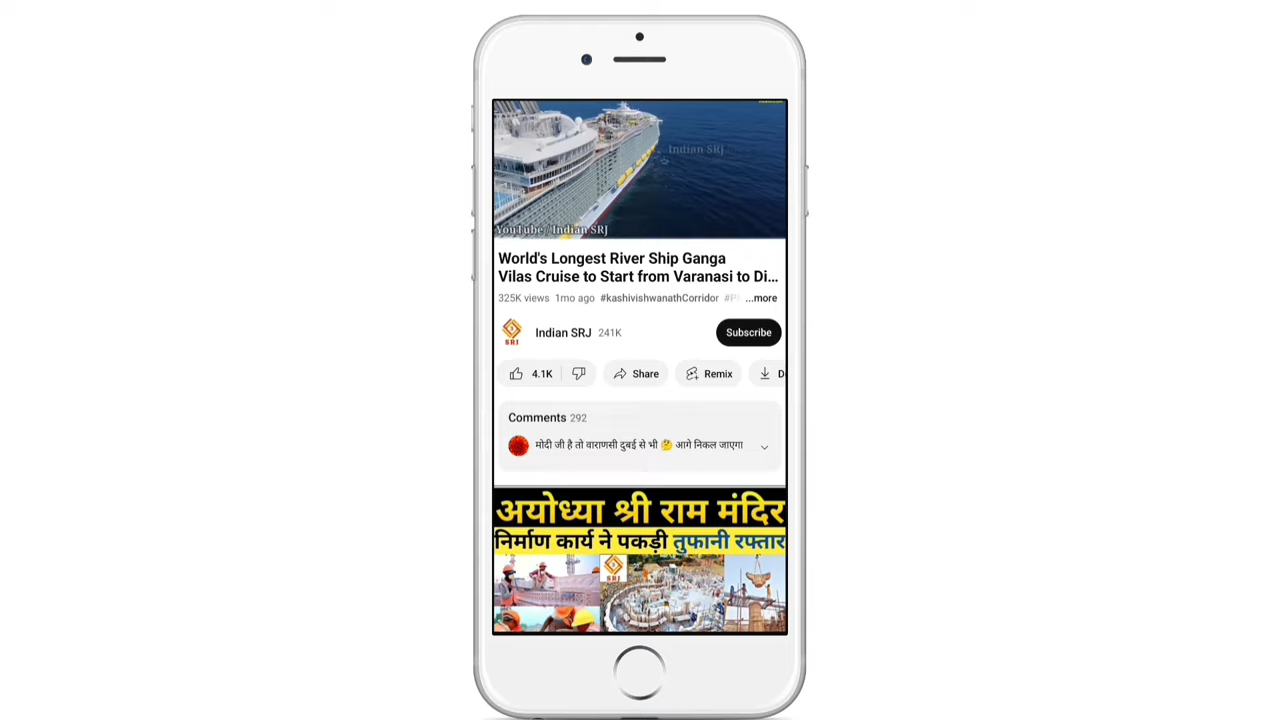 Indian SRJ
YouTube / Indian SRJ
World's Longest River Ship Ganga
Vilas Cruise to Start from Varanasi to Di...
325K views 1mo ago #kashivishwanathCorridor ...more
SRJ
Indian SRJ 241K
Subscribe
4.1K
Share
Remix
Comments 292
मोदी जी है तो वाराणसी दुबई से भी 🤔 आगे निकल जाएगा
अयोध्या श्री राम मंदिर
निर्माण कार्य ने पकड़ी तुफानी रफ्तार
SRJ